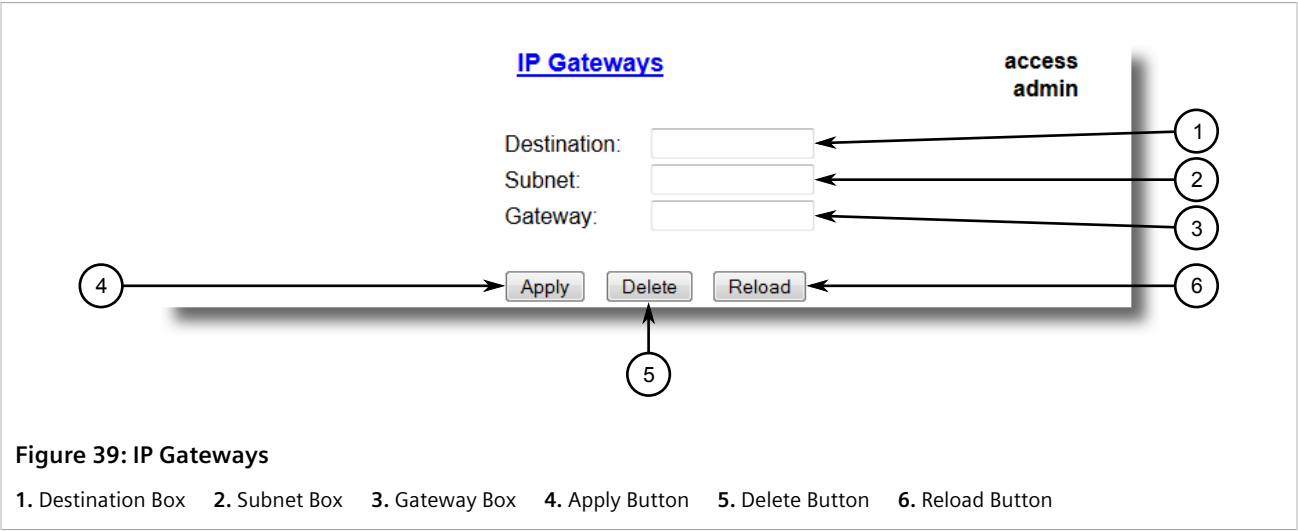 IP Gateways
access
admin
Destination:
1
Subnet:
2
Gateway:
3
4
Apply
Delete
Reload
6
5
Figure 39: IP Gateways
1. Destination Box 2. Subnet Box 3. Gateway Box 4. Apply Button 5. Delete Button 6. Reload Button